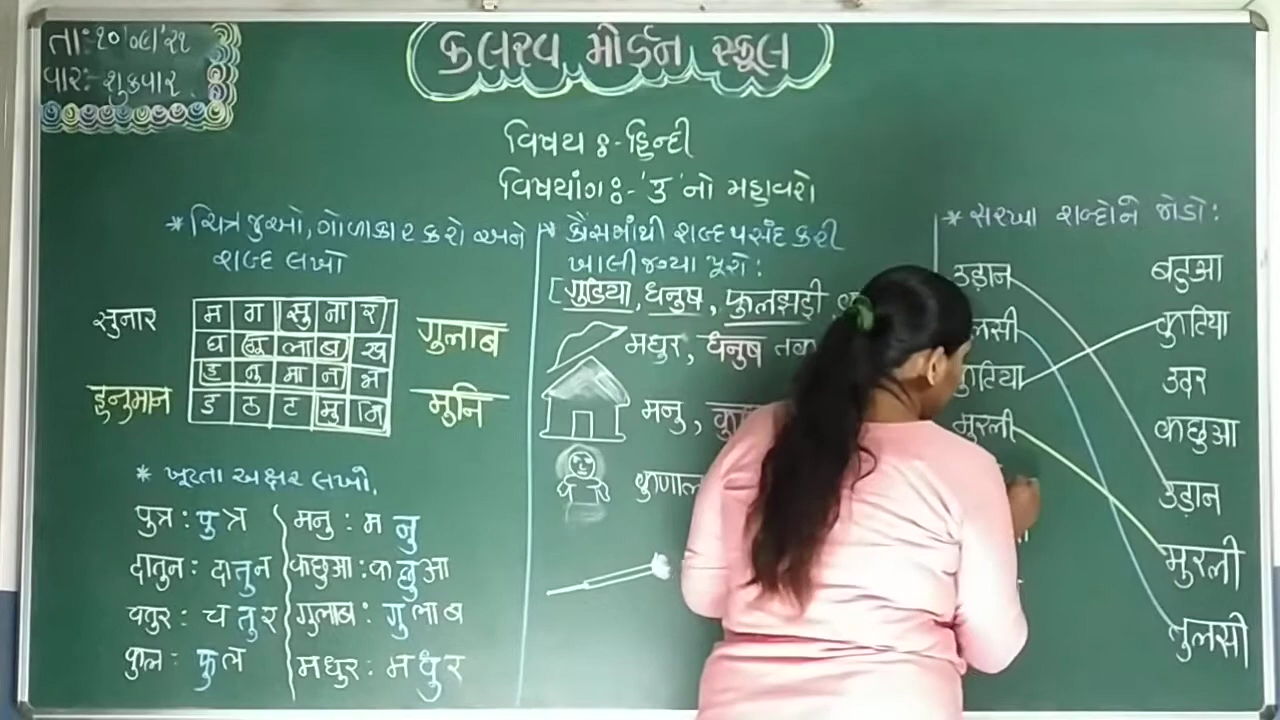 તા:૧૦/૦૯/૨૧
વાર:- શુક્રવાર.
કલરવ મોર્ડન સ્કૂલ
વિષય :- હિન્દી
વિષયાંગ :- 'ુ' નો મહાવરો
* ચિત્ર જુઓ, ગોળાકાર કરો અને
શબ્દ લખો
सुनार
म ग सु ना र
ध गु ला ब ख
ह नु मा न भ
ड ठ ट मु नि
गुलाब
हनुमान
मुनि
* ખૂટતા અક્ષર લખો.
पुत्र : पु त्र
मनु : म नु
दातुन : दा तु न
कछुआ : क छु आ
चतुर : च तु र
गुलाब : गु ला ब
फुल : फु ल
मधुर : म धु र
* કૌંસમાંથી શબ્દ પસંદ કરી
ખાલી જગ્યા પૂરો :
[गुडिया, धनुष, फुलझड़ी,
मधुर, धनुष
मनु,
कुणाल
* સરખા શબ્દોને જોડો :
उड़ान
बटुआ
कुटिया
उदर
मुरली
कछुआ
उड़ान
मुरली
तुलसी